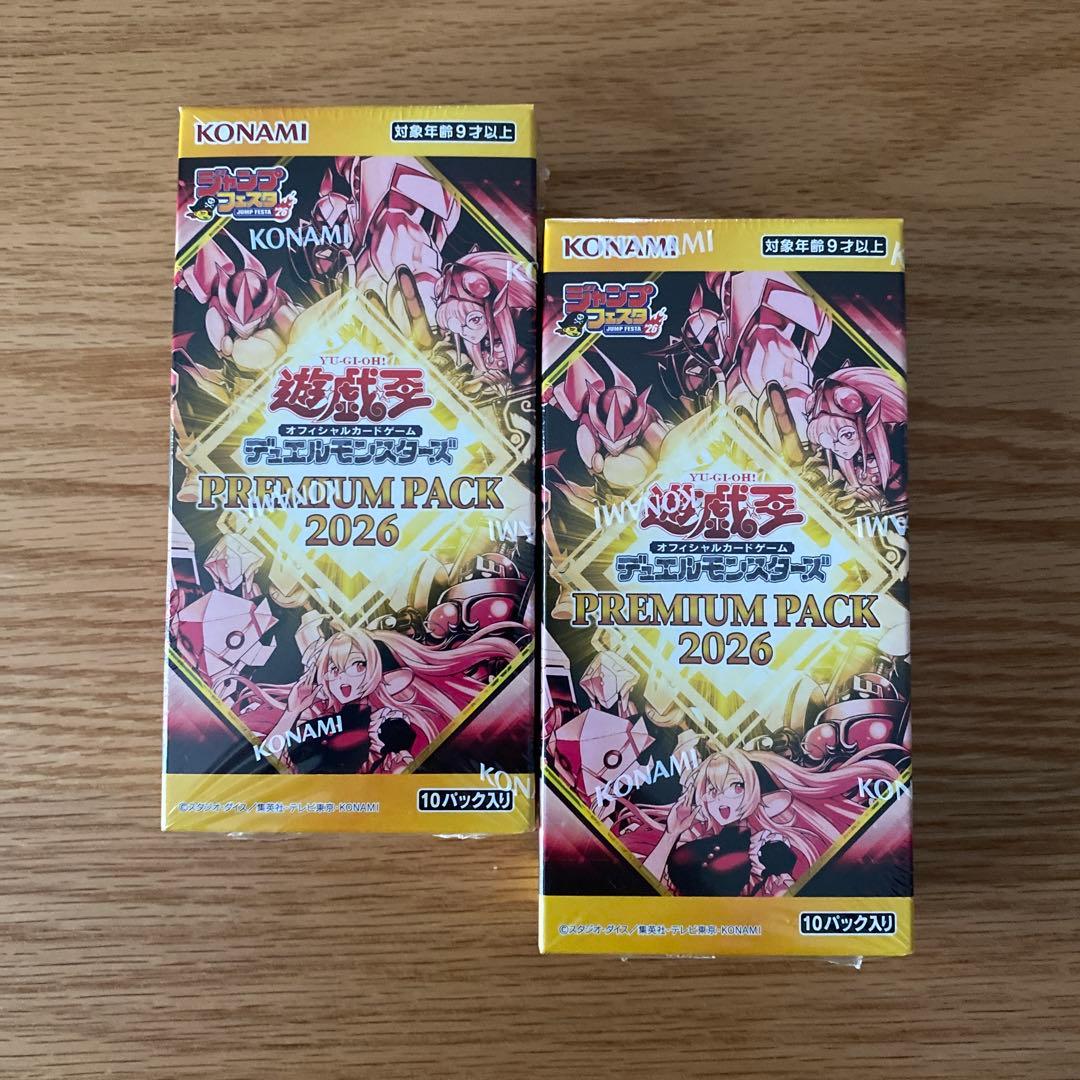 KONAMI
対象年齢9才以上
ジャンプ
フェスタ
JUMP FESTA '26
KONAMI
YU-GI-OH!
遊戯王
オフィシャルカードゲーム
デュエルモンスターズ
KONAMI
PREMIUM PACK
2026
KONAMI
©スタジオ・ダイス/集英社・テレビ東京・KONAMI
10パック入り
KONAMI
KONAMI
対象年齢9才以上
ジャンプ
フェスタ
JUMP FESTA '26
YU-GI-OH!
KONAMI
遊戯王
オフィシャルカードゲーム
デュエルモンスターズ
PREMIUM PACK
2026
KONAMI
©スタジオ・ダイス/集英社・テレビ東京・KONAMI
10パック入り